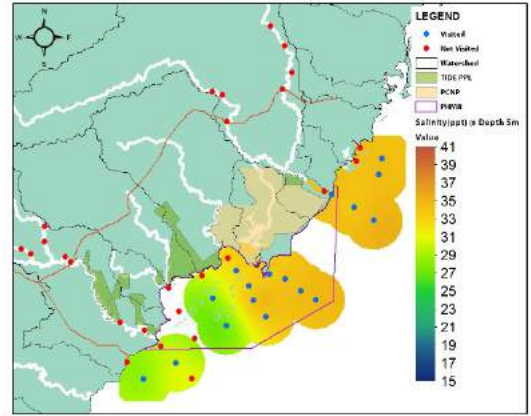 N
W E
S
LEGEND
Visited
Not Visited
Watershed
TIDE PPL
PCNP
PHMR
Salinity(ppt) @ Depth 5m
Value
41
39
37
35
33
31
29
27
25
23
21
19
17
15